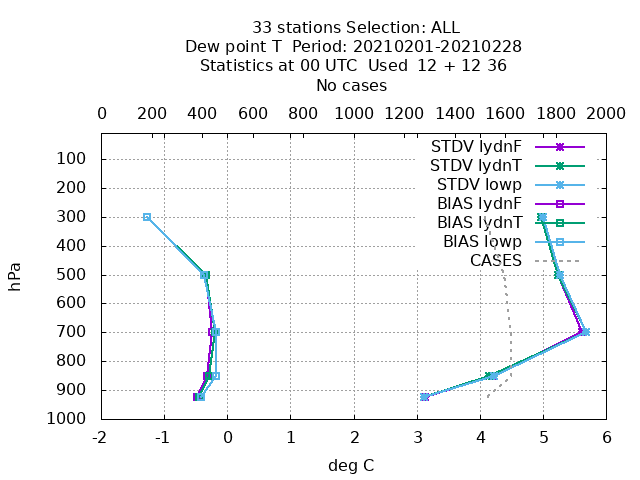 33 stations Selection: ALL
Dew point T  Period: 20210201-20210228
Statistics at 00 UTC  Used  12 + 12 36
No cases
0 200 400 600 800 1000 1200 1400 1600 1800 2000
STDV lydnF
STDV lydnT
STDV lowp
BIAS lydnF
BIAS lydnT
BIAS lowp
CASES
hPa
100
200
300
400
500
600
700
800
900
1000
-2 -1 0 1 2 3 4 5 6
deg C